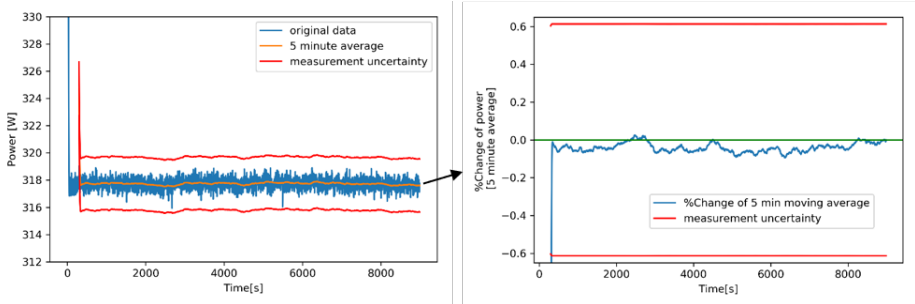 330
328
326
324
322
320
318
316
314
312
Power [W]
original data
5 minute average
measurement uncertainty
0
2000
4000
6000
8000
Time[s]
0.6
0.4
0.2
0.0
−0.2
−0.4
−0.6
%Change of power
[5 minute average]
%Change of 5 min moving average
measurement uncertainty
0
2000
4000
6000
8000
Time[s]